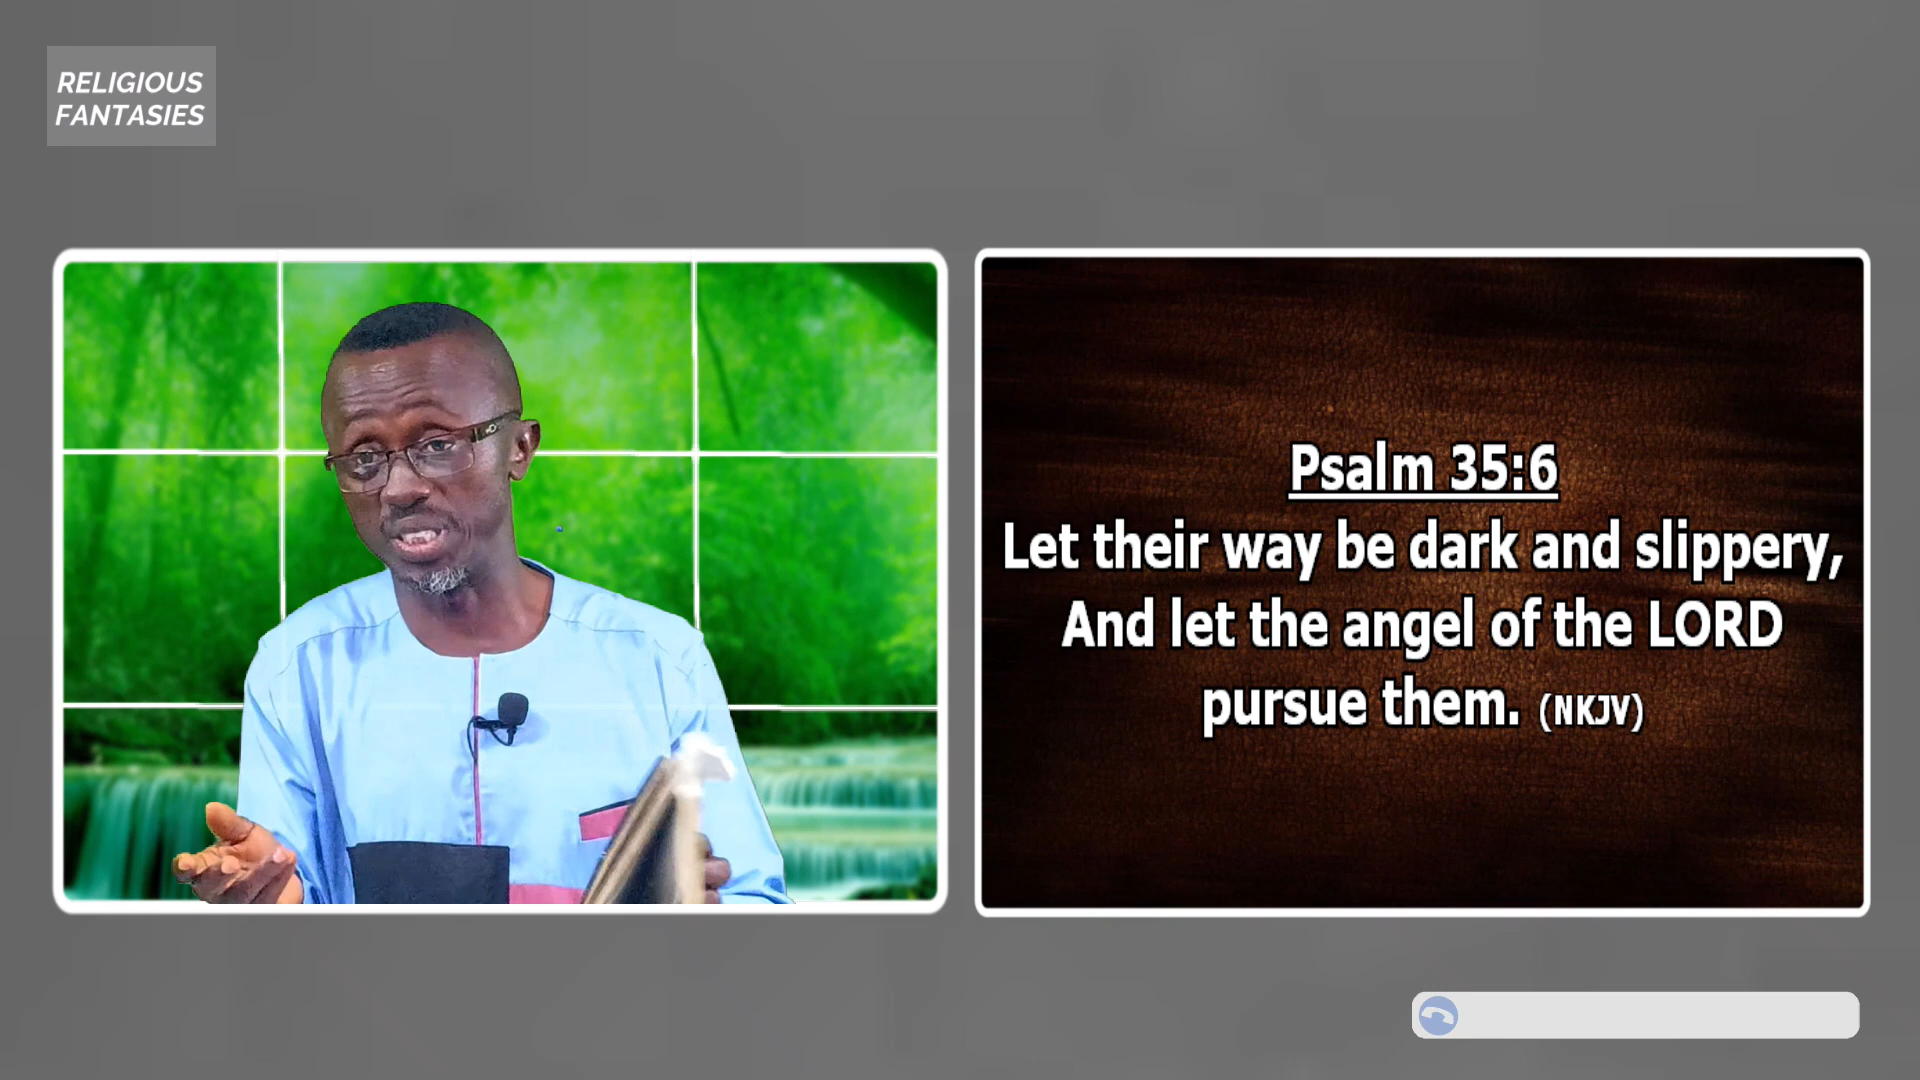 RELIGIOUS
FANTASIES
Psalm 35:6
Let their way be dark and slippery,
And let the angel of the LORD
pursue them. (NKJV)